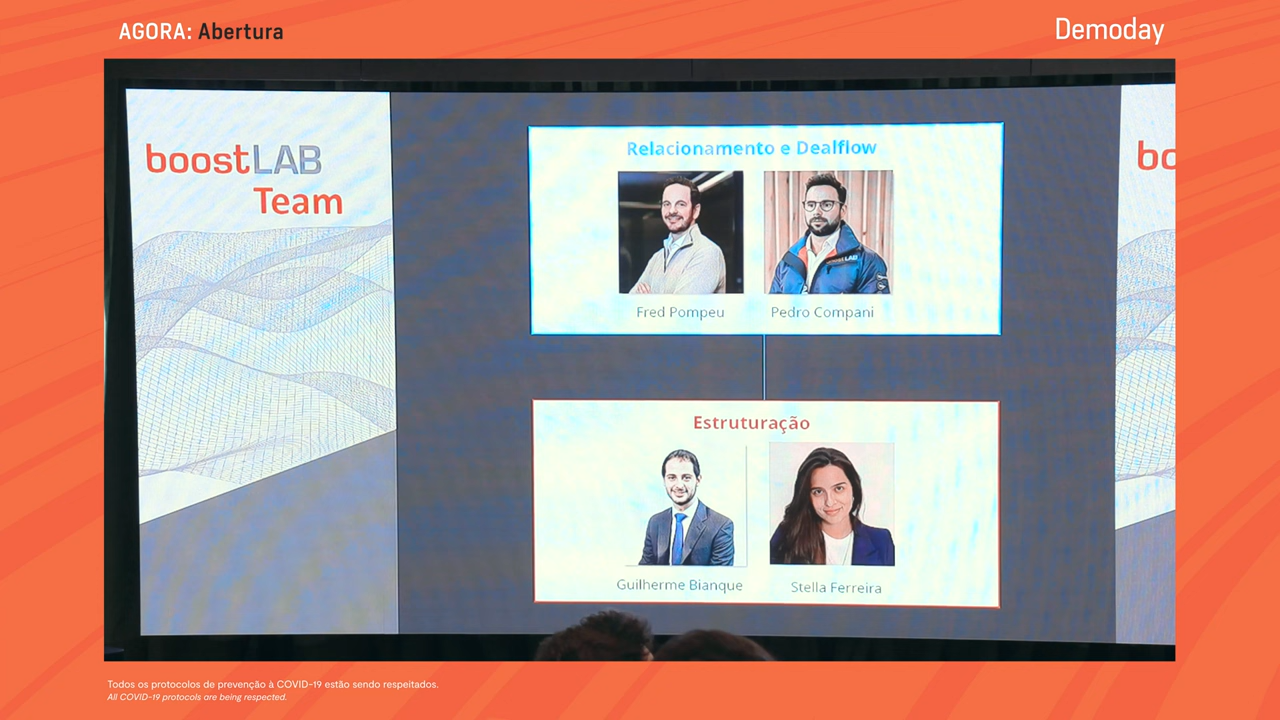 AGORA: Abertura
Demoday
boostLAB
Team
Relacionamento e Dealflow
Fred Pompeu
Pedro Compani
Estruturação
Guilherme Bianque
Stella Ferreira
bo
Todos os protocolos de prevenção à COVID-19 estão sendo respeitados.
All COVID-19 protocols are being respected.